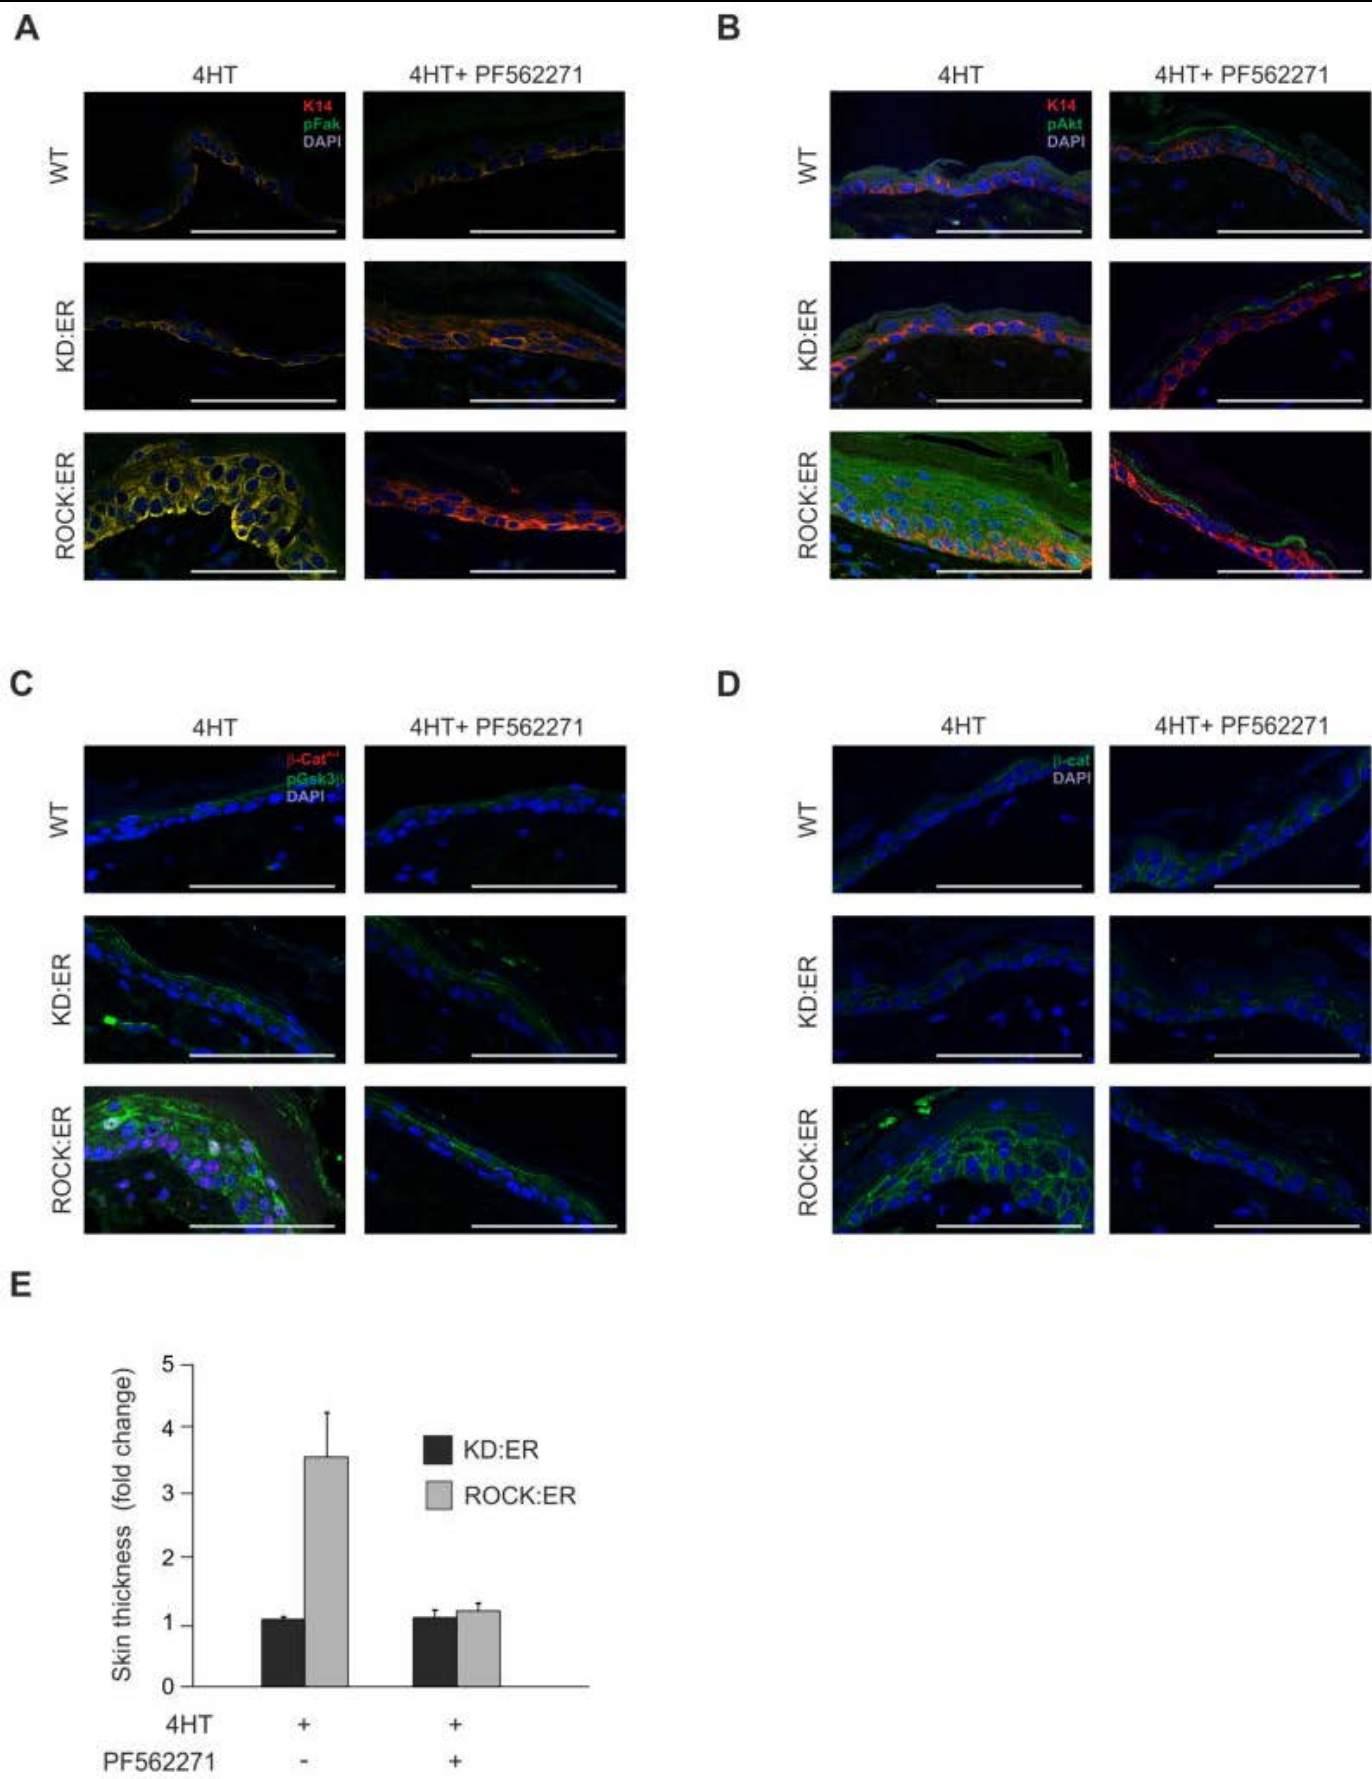 A
4HT
4HT+ PF562271
K14
pFak
DAPI
WT
KD:ER
ROCK:ER
B
4HT
4HT+ PF562271
K14
pAkt
DAPI
WT
KD:ER
ROCK:ER
C
4HT
4HT+ PF562271
β-Cat
pGsk3β
DAPI
WT
KD:ER
ROCK:ER
D
4HT
4HT+ PF562271
β-cat
DAPI
WT
KD:ER
ROCK:ER
E
Skin thickness (fold change)
5
4
3
2
1
0
KD:ER
ROCK:ER
4HT + +
PF562271 - +